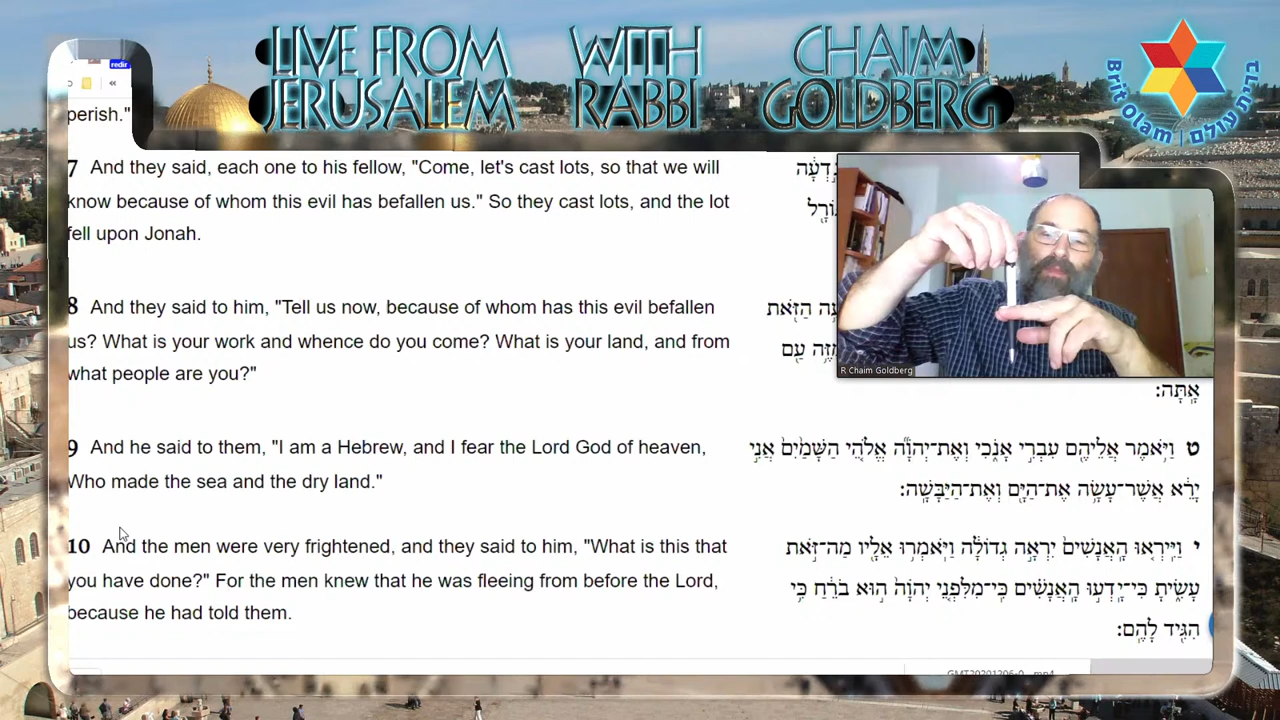 LIVE FROM WITH CHAIM
JERUSALEM RABBI GOLDBERG
Brit Olam | ברית עולם
redir
«
perish."
7 And they said, each one to his fellow, "Come, let's cast lots, so that we will
know because of whom this evil has befallen us." So they cast lots, and the lot
fell upon Jonah.
8 And they said to him, "Tell us now, because of whom has this evil befallen
us? What is your work and whence do you come? What is your land, and from
what people are you?"
הַזֹּאת
עַם
אָֽתָּה:
R Chaim Goldberg
9 And he said to them, "I am a Hebrew, and I fear the Lord God of heaven,
Who made the sea and the dry land."
ט וַיֹּ֥אמֶר אֲלֵיהֶ֖ם עִבְרִ֣י אָנֹ֑כִי וְאֶת־יְהֹוָ֞ה אֱלֹהֵ֚י הַשָּׁמַ֙יִם֙ אֲנִ֣י
יָרֵ֔א אֲשֶׁר־עָשָׂ֥ה אֶת־הַיָּ֖ם וְאֶת־הַיַּבָּשָֽׁה:
10 And the men were very frightened, and they said to him, "What is this that
you have done?" For the men knew that he was fleeing from before the Lord,
because he had told them.
י וַיִּֽירְא֚וּ הָֽאֲנָשִׁים֙ יִרְאָ֣ה גְדוֹלָ֔ה וַיֹּֽאמְר֥וּ אֵלָ֖יו מַה־זֹּ֣את
עָשִׂ֑יתָ כִּי־יָֽדְע֣וּ הָֽאֲנָשִׁ֗ים כִּֽי־מִלִּפְנֵ֚י יְהֹוָה֙ ה֣וּא בֹרֵ֔חַ כִּ֥י
הִגִּ֖יד לָהֶֽם: